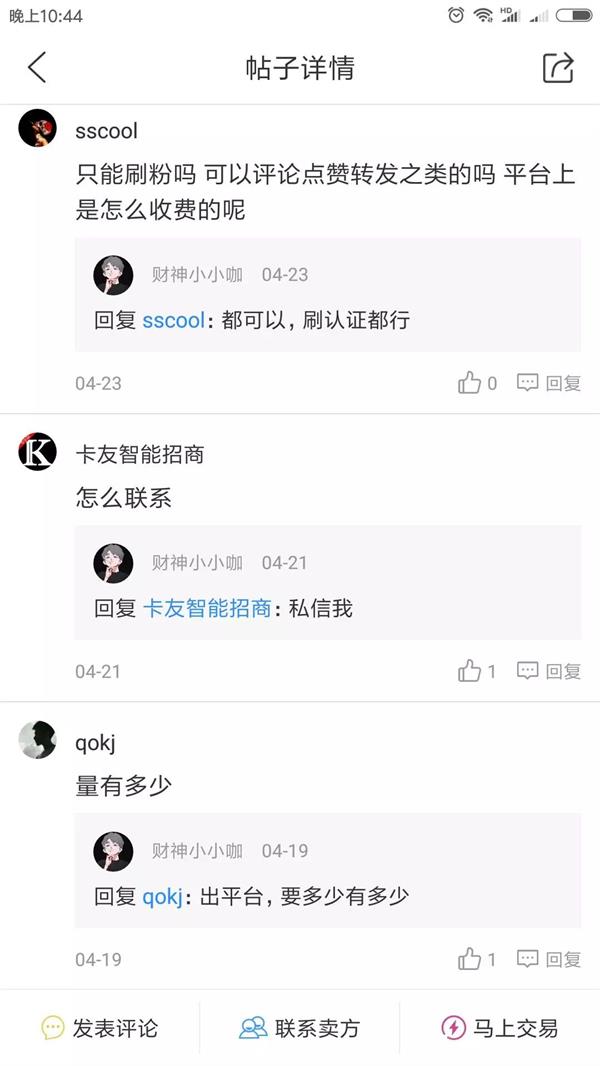 晚上10:44
HD
帖子详情
sscool
只能刷粉吗 可以评论点赞转发之类的吗 平台上
是怎么收费的呢
财神小小咖 04-23
回复 sscool: 都可以, 刷认证都行
04-23 0 回复
K
卡友智能招商
怎么联系
财神小小咖 04-21
回复 卡友智能招商: 私信我
04-21 1 回复
qokj
量有多少
财神小小咖 04-19
回复 qokj: 出平台, 要多少有多少
04-19 1 回复
发表评论 联系卖方 马上交易